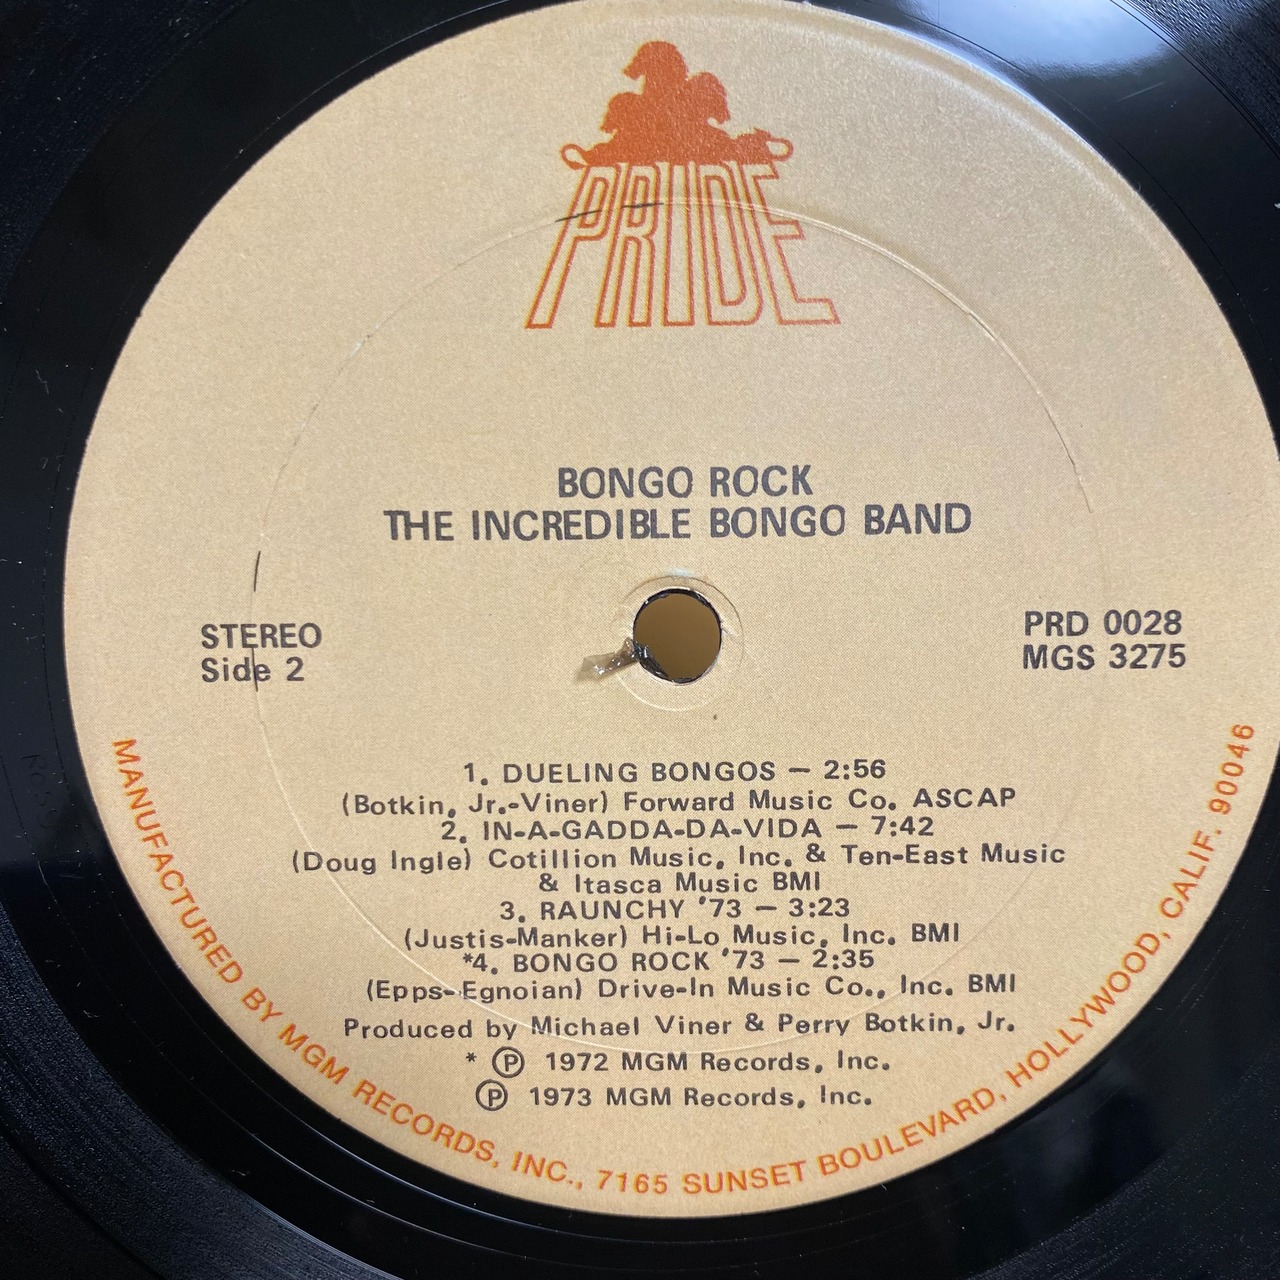 PRIDE
BONGO ROCK
THE INCREDIBLE BONGO BAND
STEREO
Side 2
PRD 0028
MGS 3275
1. DUELING BONGOS — 2:56
(Botkin, Jr.-Viner) Forward Music Co. ASCAP
2. IN-A-GADDA-DA-VIDA — 7:42
(Doug Ingle) Cotillion Music, Inc. & Ten-East Music
& Itasca Music BMI
3. RAUNCHY '73 — 3:23
(Justis-Manker) Hi-Lo Music, Inc. BMI
*4. BONGO ROCK '73 — 2:35
(Epps-Egnoian) Drive-In Music Co., Inc. BMI
Produced by Michael Viner & Perry Botkin, Jr.
* Ⓟ 1972 MGM Records, Inc.
Ⓟ 1973 MGM Records, Inc.
MANUFACTURED BY MGM RECORDS, INC., 7165 SUNSET BOULEVARD, HOLLYWOOD, CALIF. 90046